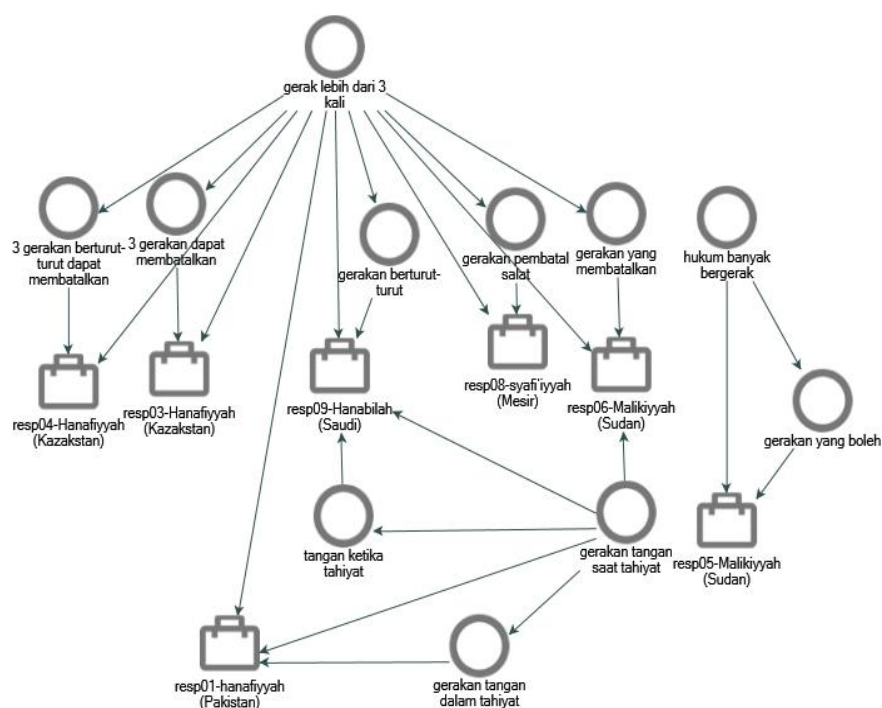 gerak lebih dari 3
kali
3 gerakan berturut-
turut dapat
membatalkan
3 gerakan dapat
membatalkan
gerakan berturut-
turut
gerakan pembatal
salat
gerakan yang
membatalkan
hukum banyak
bergerak
resp04-Hanafiyyah
(Kazakstan)
resp03-Hanafiyyah
(Kazakstan)
resp09-Hanabilah
(Saudi)
resp08-syafi'iyyah
(Mesir)
resp06-Malikiyyah
(Sudan)
gerakan yang boleh
tangan ketika
tahiyat
gerakan tangan
saat tahiyat
resp05-Malikiyyah
(Sudan)
resp01-hanafiyyah
(Pakistan)
gerakan tangan
dalam tahiyat